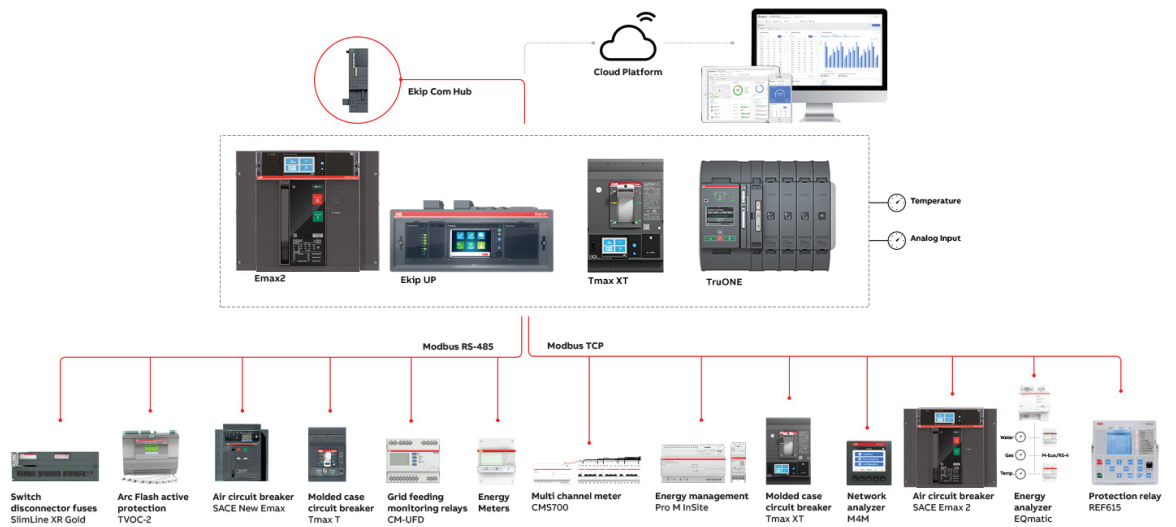 Cloud Platform
Ekip Com Hub
Emax2
Ekip UP
Tmax XT
TruONE
Temperature
Analog Input
Modbus RS-485
Modbus TCP
Switch
disconnector fuses
SlimLine XR Gold
Arc Flash active
protection
TVOC-2
Air circuit breaker
SACE New Emax
Molded case
circuit breaker
Tmax T
Grid feeding
monitoring relays
CM-UFD
Energy
Meters
Multi channel meter
CMS700
Energy management
Pro M InSite
Molded case
circuit breaker
Tmax XT
Network
analyzer
M4M
Air circuit breaker
SACE Emax 2
Water
Gas
M-bus/RS-4
Temp.
Energy
analyzer
EQmatic
Protection relay
REF615